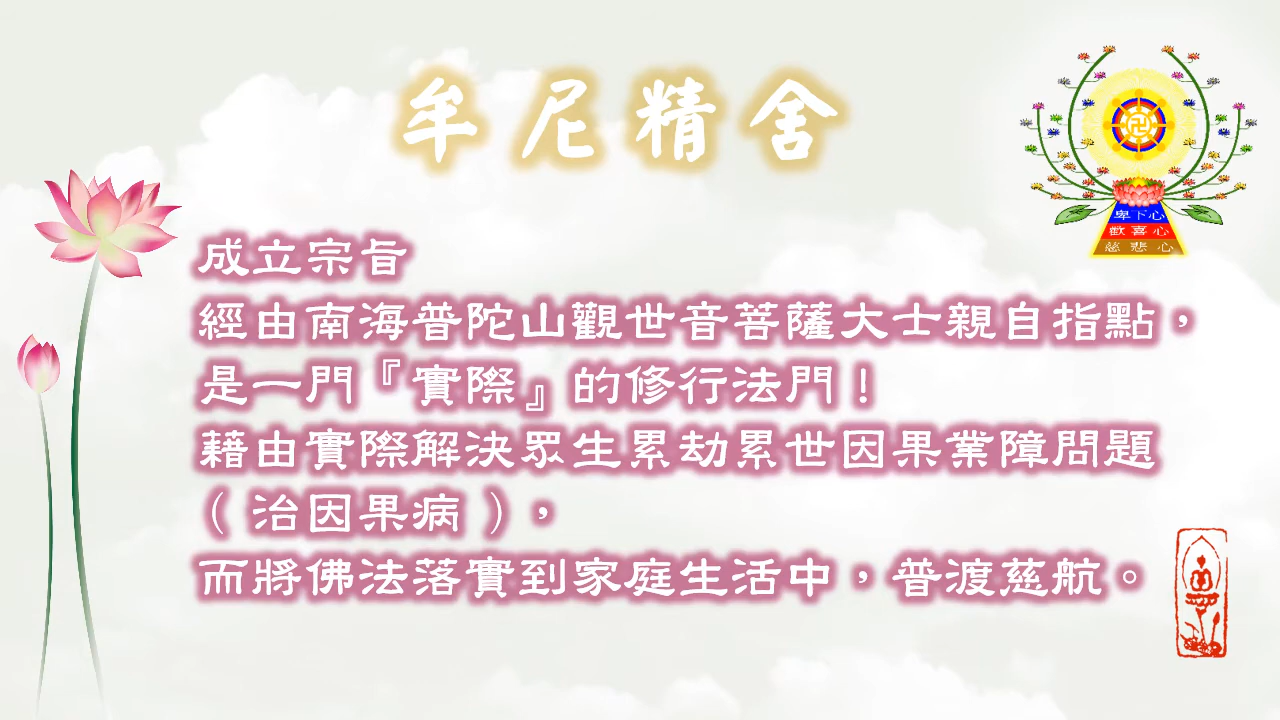 牟尼精舍
卑下心
歡喜心
慈悲心
成立宗旨
經由南海普陀山觀世音菩薩大士親自指點，
是一門『實際』的修行法門！
藉由實際解決眾生累劫累世因果業障問題
（治因果病），
而將佛法落實到家庭生活中，普渡慈航。